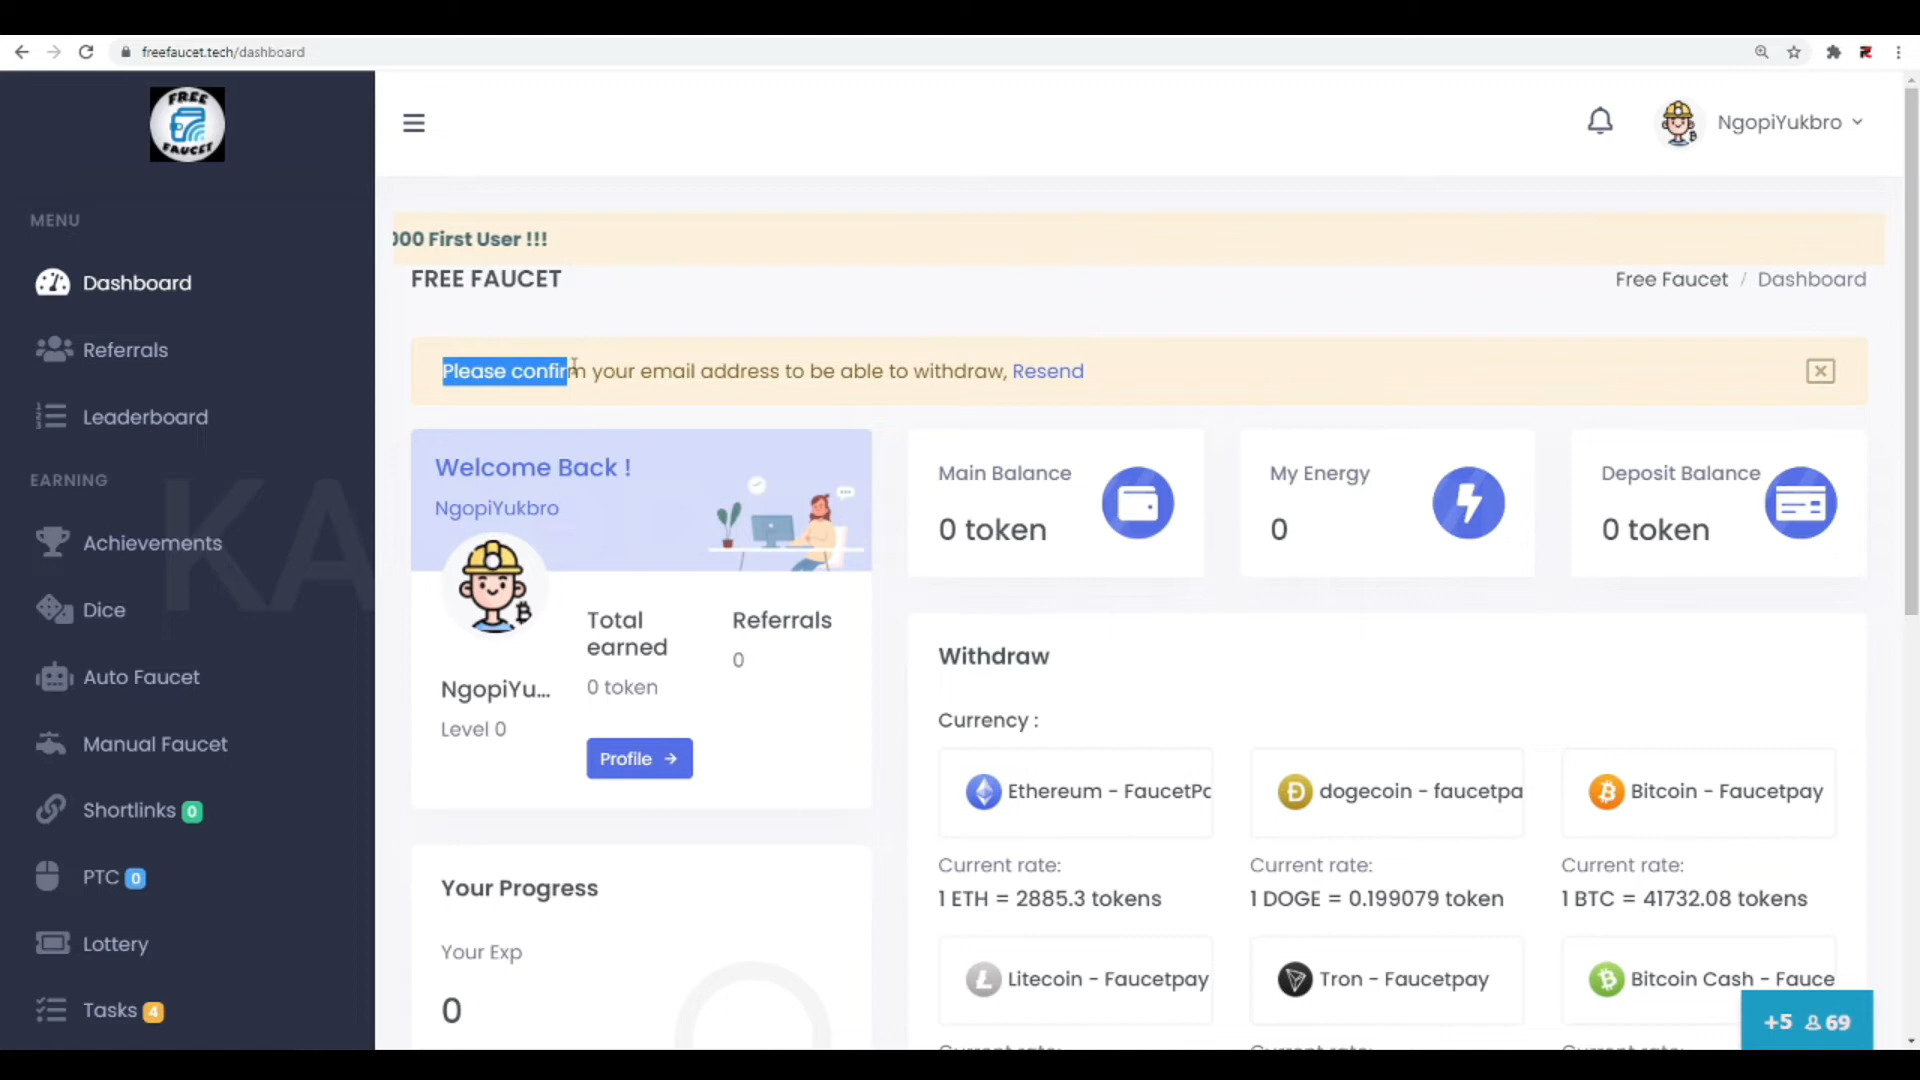 freefaucet.tech/dashboard
FREE
FAUCET
NgopiYukbro
MENU
Dashboard
Referrals
Leaderboard
EARNING
Achievements
Dice
Auto Faucet
Manual Faucet
Shortlinks 0
PTC 0
Lottery
Tasks 4
KA
000 First User !!!
FREE FAUCET
Free Faucet / Dashboard
Please confirm your email address to be able to withdraw, Resend
Welcome Back !
NgopiYukbro
NgopiYu...
Level 0
Total
earned
0 token
Referrals
0
Profile →
Main Balance
0 token
My Energy
0
Deposit Balance
0 token
Your Progress
Your Exp
0
Withdraw
Currency :
Ethereum - FaucetPa
dogecoin - faucetpa
Bitcoin - Faucetpay
Current rate:
1 ETH = 2885.3 tokens
Current rate:
1 DOGE = 0.199079 token
Current rate:
1 BTC = 41732.08 tokens
Litecoin - Faucetpay
Tron - Faucetpay
Bitcoin Cash - Fauce
+5 69